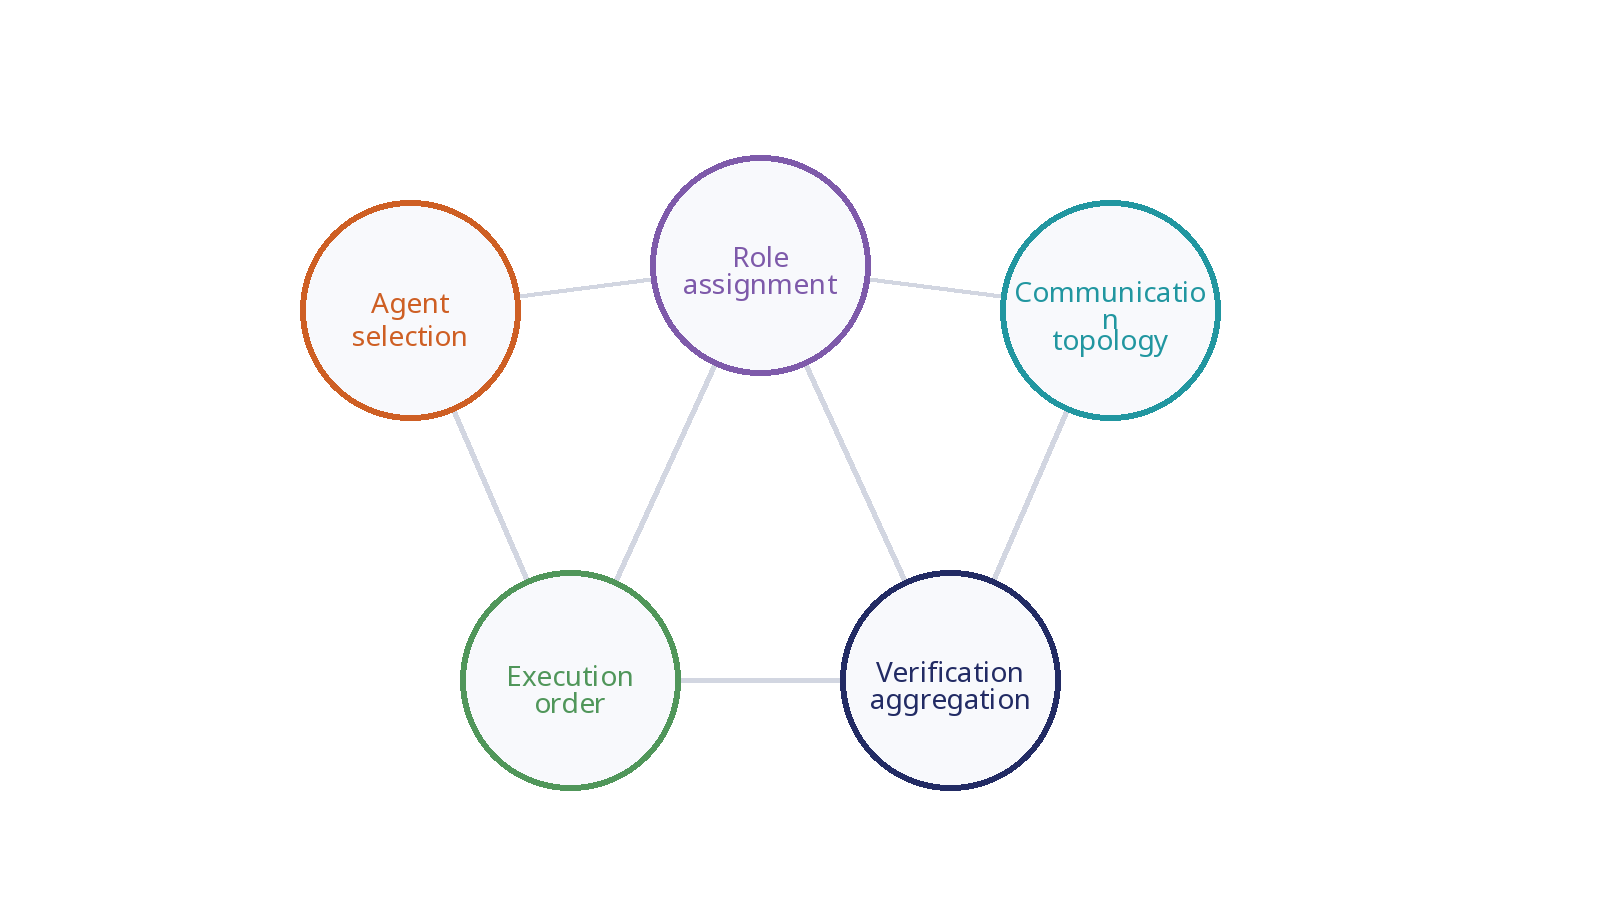 Agent
selection
Role
assignment
Communicatio
n
topology
Execution
order
Verification
aggregation